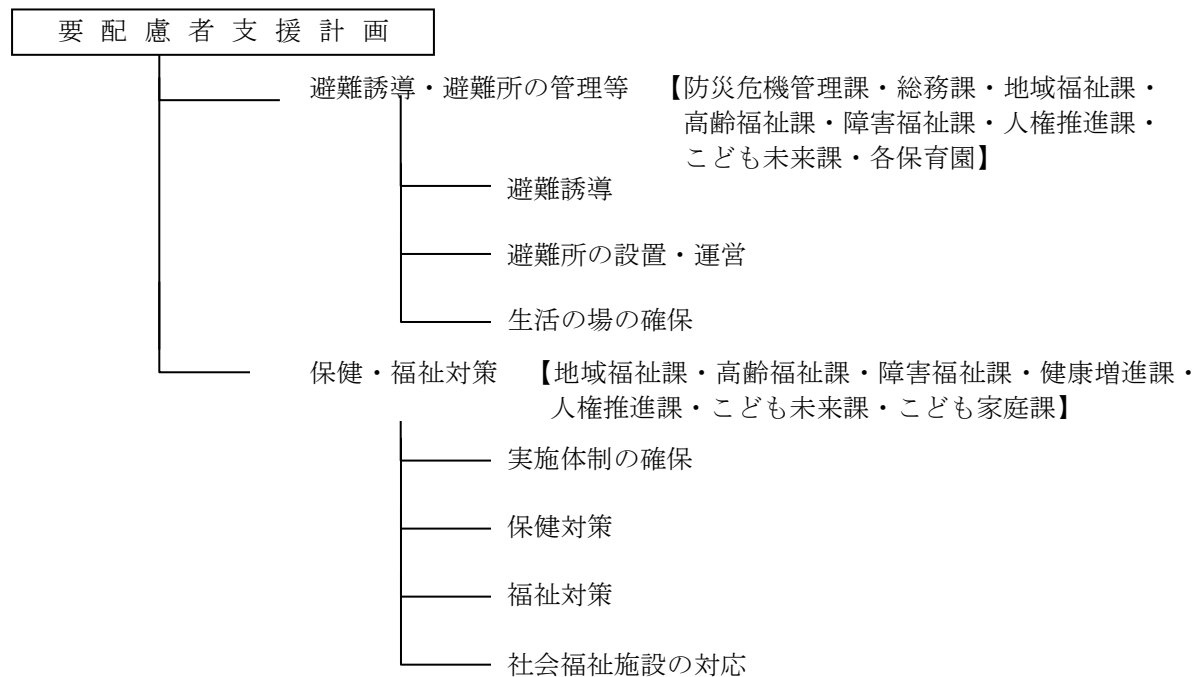 要配慮者支援計画
避難誘導・避難所の管理等 【防災危機管理課・総務課・地域福祉課・
高齢福祉課・障害福祉課・人権推進課・
こども未来課・各保育園】
避難誘導
避難所の設置・運営
生活の場の確保
保健・福祉対策 【地域福祉課・高齢福祉課・障害福祉課・健康増進課・
人権推進課・こども未来課・こども家庭課】
実施体制の確保
保健対策
福祉対策
社会福祉施設の対応